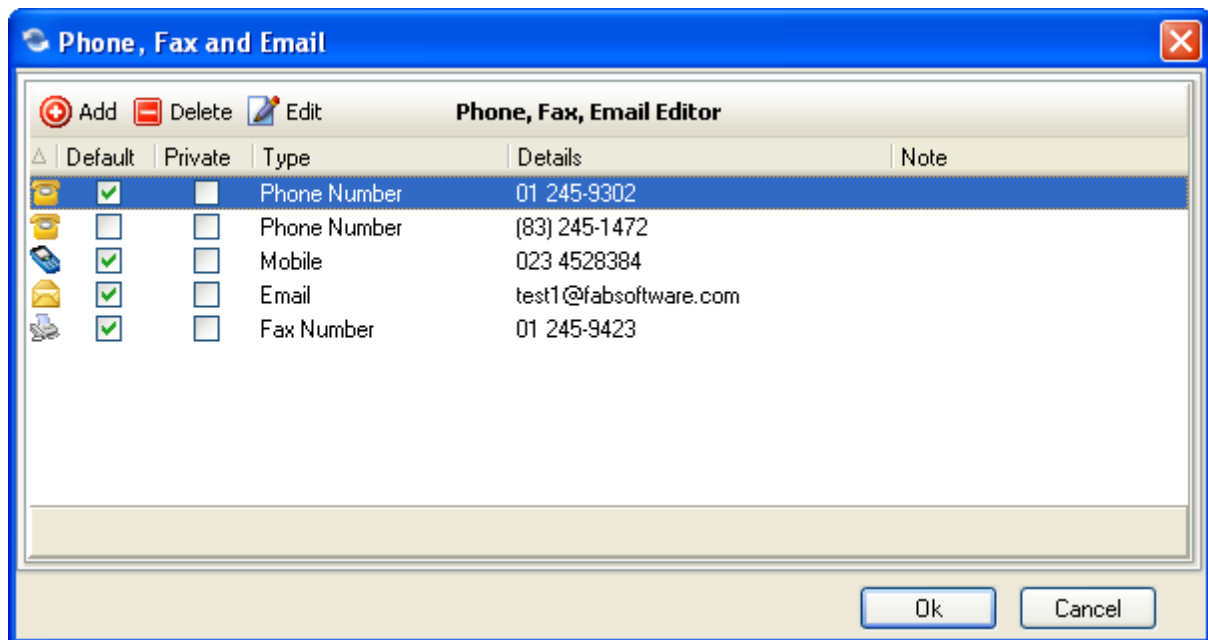 Phone, Fax and Email
Add Delete Edit Phone, Fax, Email Editor
Default Private Type Details Note
Phone Number 01 245-9302
Phone Number (83) 245-1472
Mobile 023 4528384
Email test1@fabsoftware.com
Fax Number 01 245-9423
Ok Cancel